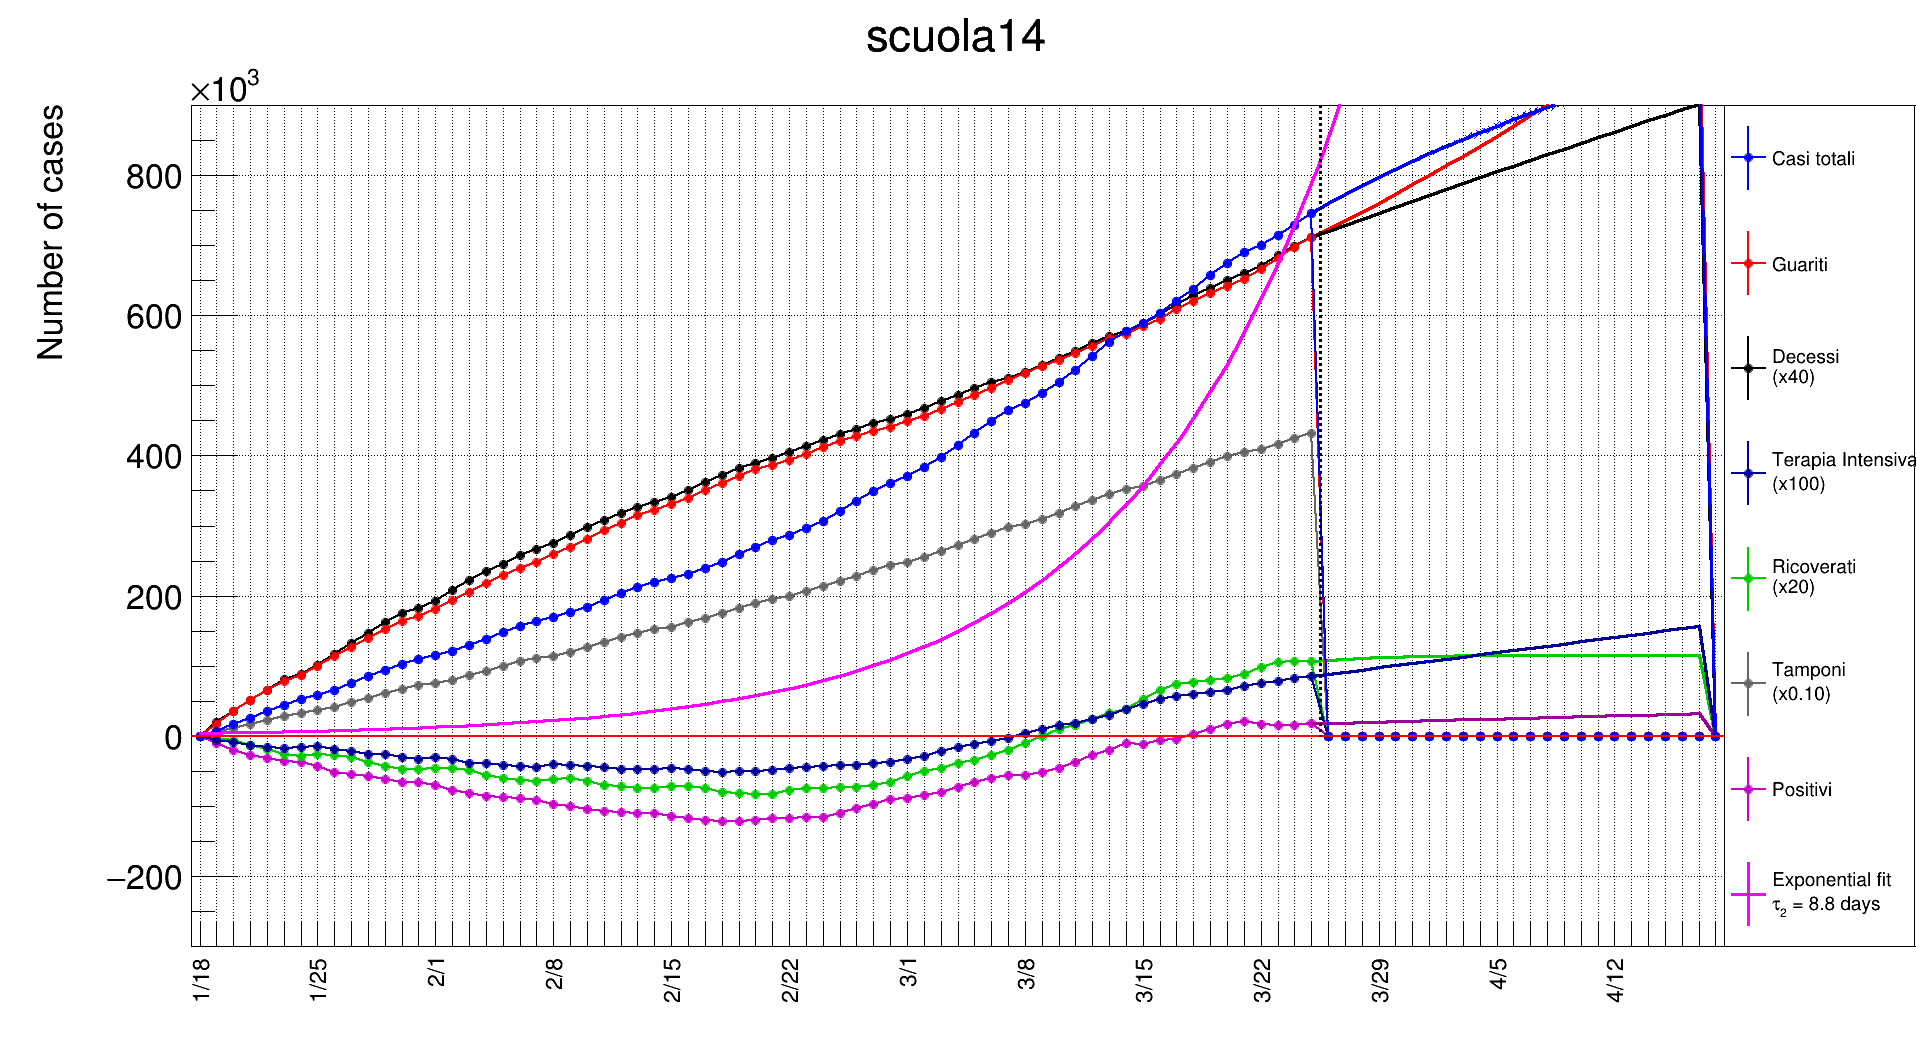 scuola14
×10³
Number of cases
800
600
400
200
0
−200
1/18
1/25
2/1
2/8
2/15
2/22
3/1
3/8
3/15
3/22
3/29
4/5
4/12
Casi totali
Guariti
Decessi
(x40)
Terapia Intensiva
(x100)
Ricoverati
(x20)
Tamponi
(x0.10)
Positivi
Exponential fit
τ₂ = 8.8 days